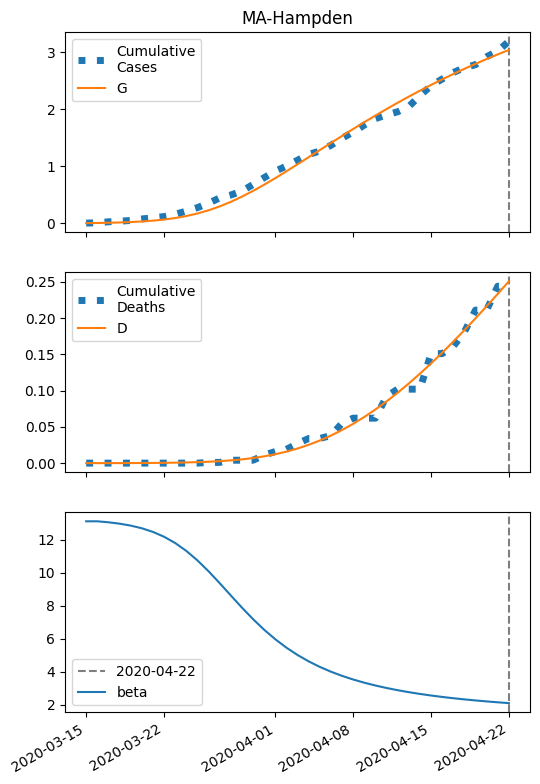 MA-Hampden
3
2
1
0
Cumulative
Cases
G
0.25
0.20
0.15
0.10
0.05
0.00
Cumulative
Deaths
D
12
10
8
6
4
2
2020-04-22
beta
2020-03-15
2020-03-22
2020-04-01
2020-04-08
2020-04-15
2020-04-22